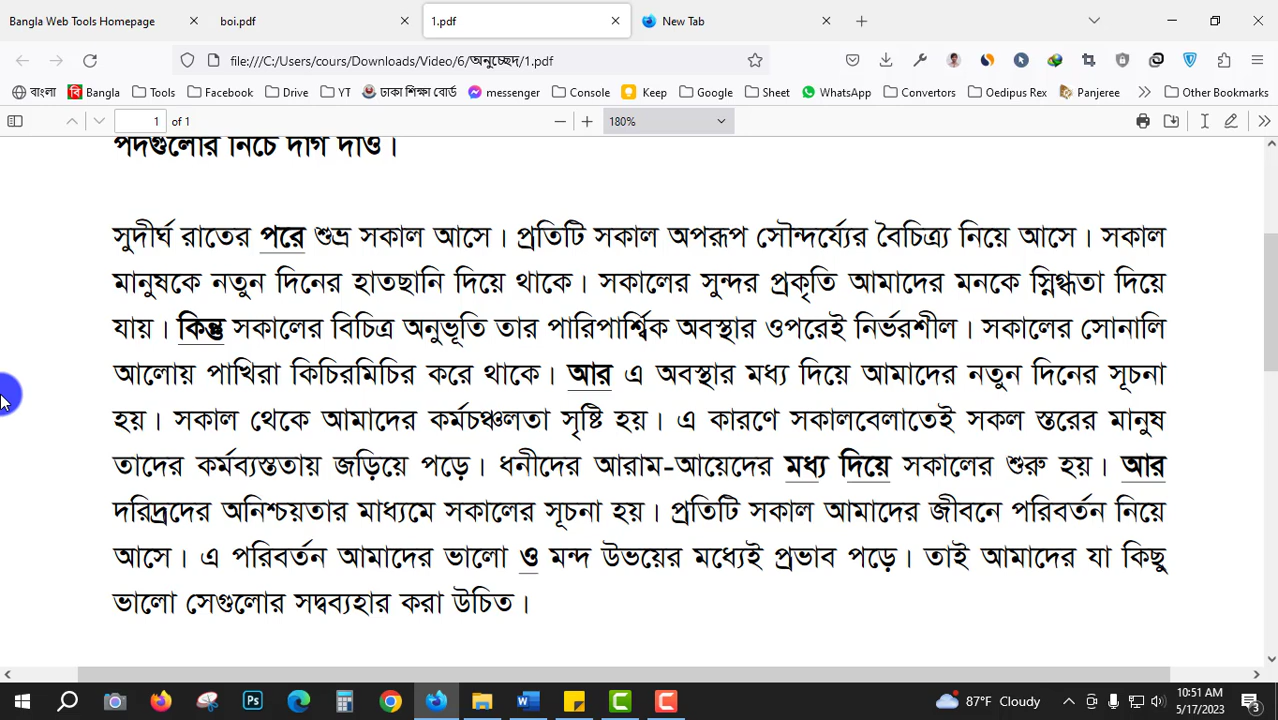 Bangla Web Tools Homepage boi.pdf 1.pdf New Tab
file:///C:/Users/cours/Downloads/Video/6/অনুচ্ছেদ/1.pdf
বাংলা Bangla Tools Facebook Drive YT ঢাকা শিক্ষা বোর্ড messenger Console Keep Google Sheet WhatsApp Convertors Oedipus Rex Panjeree Other Bookmarks
1 of 1 180%
পদগুলোর নিচে দাগ দাও।
সুদীর্ঘ রাতের পরে শুভ্র সকাল আসে। প্রতিটি সকাল অপরূপ সৌন্দর্য্যের বৈচিত্র্য নিয়ে আসে। সকাল
মানুষকে নতুন দিনের হাতছানি দিয়ে থাকে। সকালের সুন্দর প্রকৃতি আমাদের মনকে স্নিগ্ধতা দিয়ে
যায়। কিন্তু সকালের বিচিত্র অনুভূতি তার পারিপার্শ্বিক অবস্থার ওপরেই নির্ভরশীল। সকালের সোনালি
আলোয় পাখিরা কিচিরমিচির করে থাকে। আর এ অবস্থার মধ্য দিয়ে আমাদের নতুন দিনের সূচনা
হয়। সকাল থেকে আমাদের কর্মচঞ্চলতা সৃষ্টি হয়। এ কারণে সকালবেলাতেই সকল স্তরের মানুষ
তাদের কর্মব্যস্ততায় জড়িয়ে পড়ে। ধনীদের আরাম-আয়েদের মধ্য দিয়ে সকালের শুরু হয়। আর
দরিদ্রদের অনিশ্চয়তার মাধ্যমে সকালের সূচনা হয়। প্রতিটি সকাল আমাদের জীবনে পরিবর্তন নিয়ে
আসে। এ পরিবর্তন আমাদের ভালো ও মন্দ উভয়ের মধ্যেই প্রভাব পড়ে। তাই আমাদের যা কিছু
ভালো সেগুলোর সদ্বব্যহার করা উচিত।
87°F Cloudy 10:51 AM
5/17/2023 3